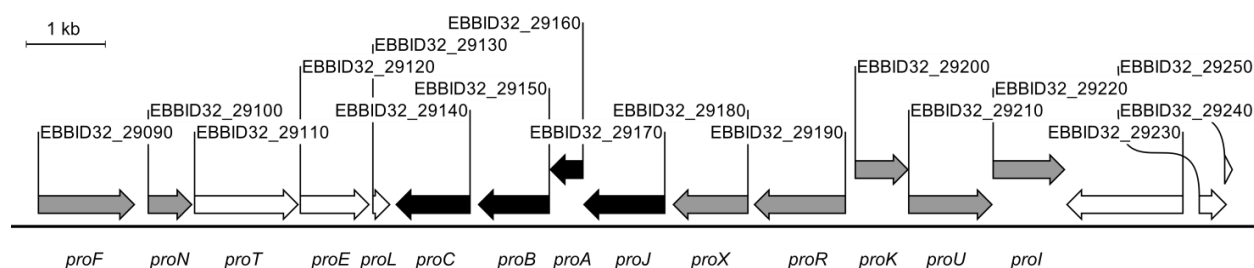 1 kb
EBBID32_29160
EBBID32_29130
EBBID32_29120
EBBID32_29200
EBBID32_29250
EBBID32_29150
EBBID32_29220
EBBID32_29100
EBBID32_29140
EBBID32_29180
EBBID32_29210
EBBID32_29240
EBBID32_29090
EBBID32_29110
EBBID32_29170
EBBID32_29190
EBBID32_29230
proF proN proT proE proL proC proB proA proJ proX proR proK proU proI